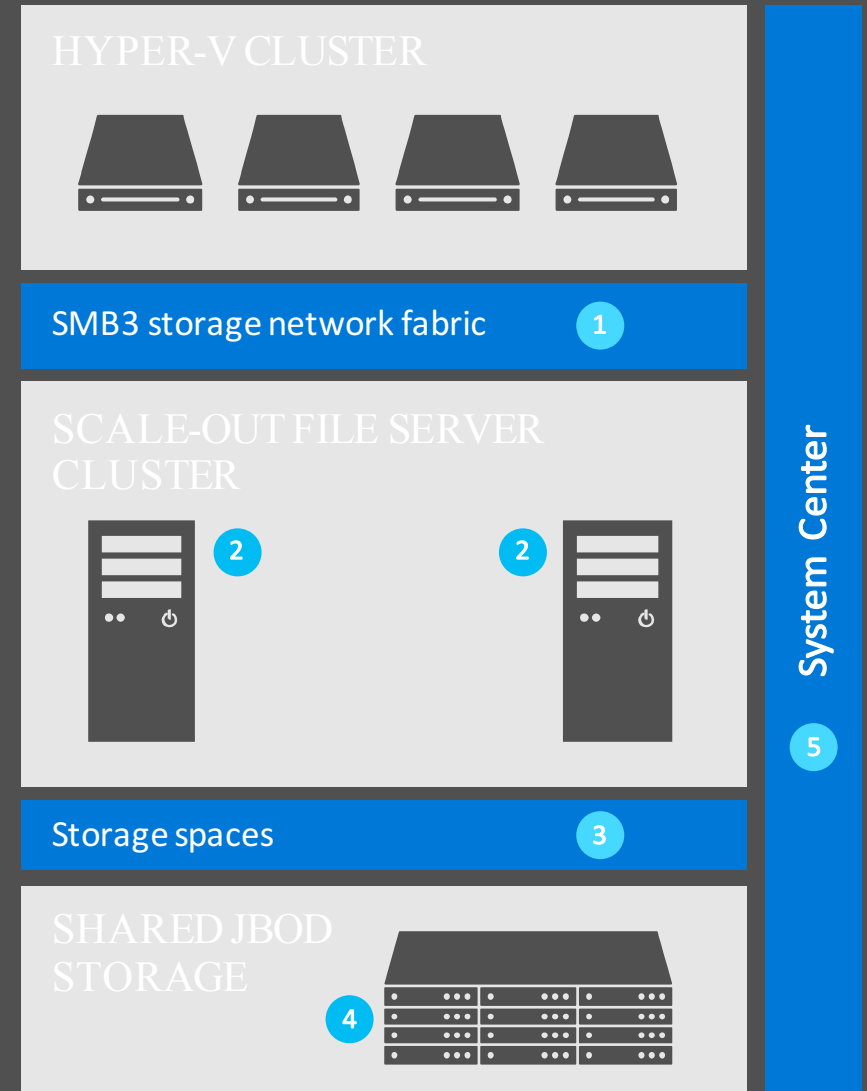 HYPER-V CLUSTER
SMB3 storage network fabric
1
SCALE-OUT FILE SERVER
CLUSTER
2
2
Storage spaces
3
SHARED JBOD
STORAGE
4
System Center
5